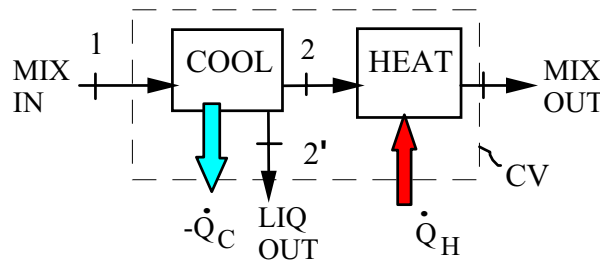 1
MIX
IN
COOL
2
HEAT
MIX
OUT
2'
CV
-Q̇C
LIQ
OUT
Q̇H